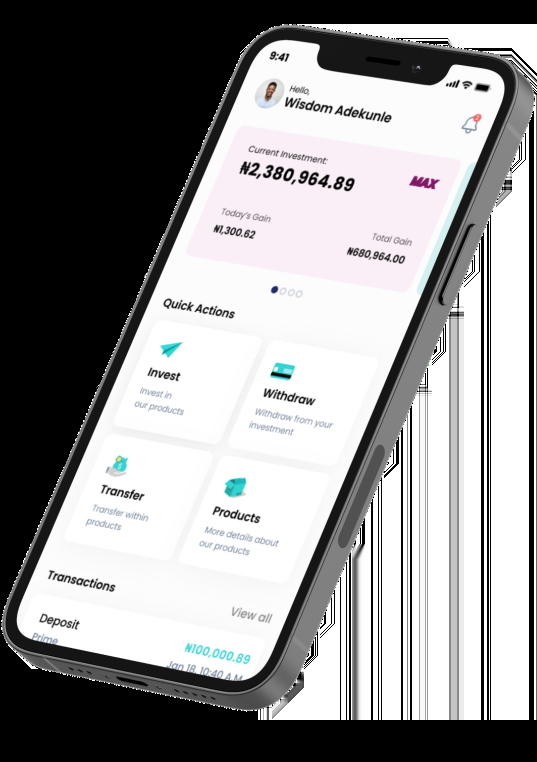 9:41
Hello,
Wisdom Adekunle
2
Current Investment:
₦2,380,964.89
MAX
Today's Gain
₦1,300.62
Total Gain
₦680,964.00
Quick Actions
Invest
Invest in
our products
Withdraw
Withdraw from your
investment
Transfer
Transfer within
products
Products
More details about
our products
Transactions
View all
Deposit
₦100,000.89
Prime
Jan 18, 10:40 A.M